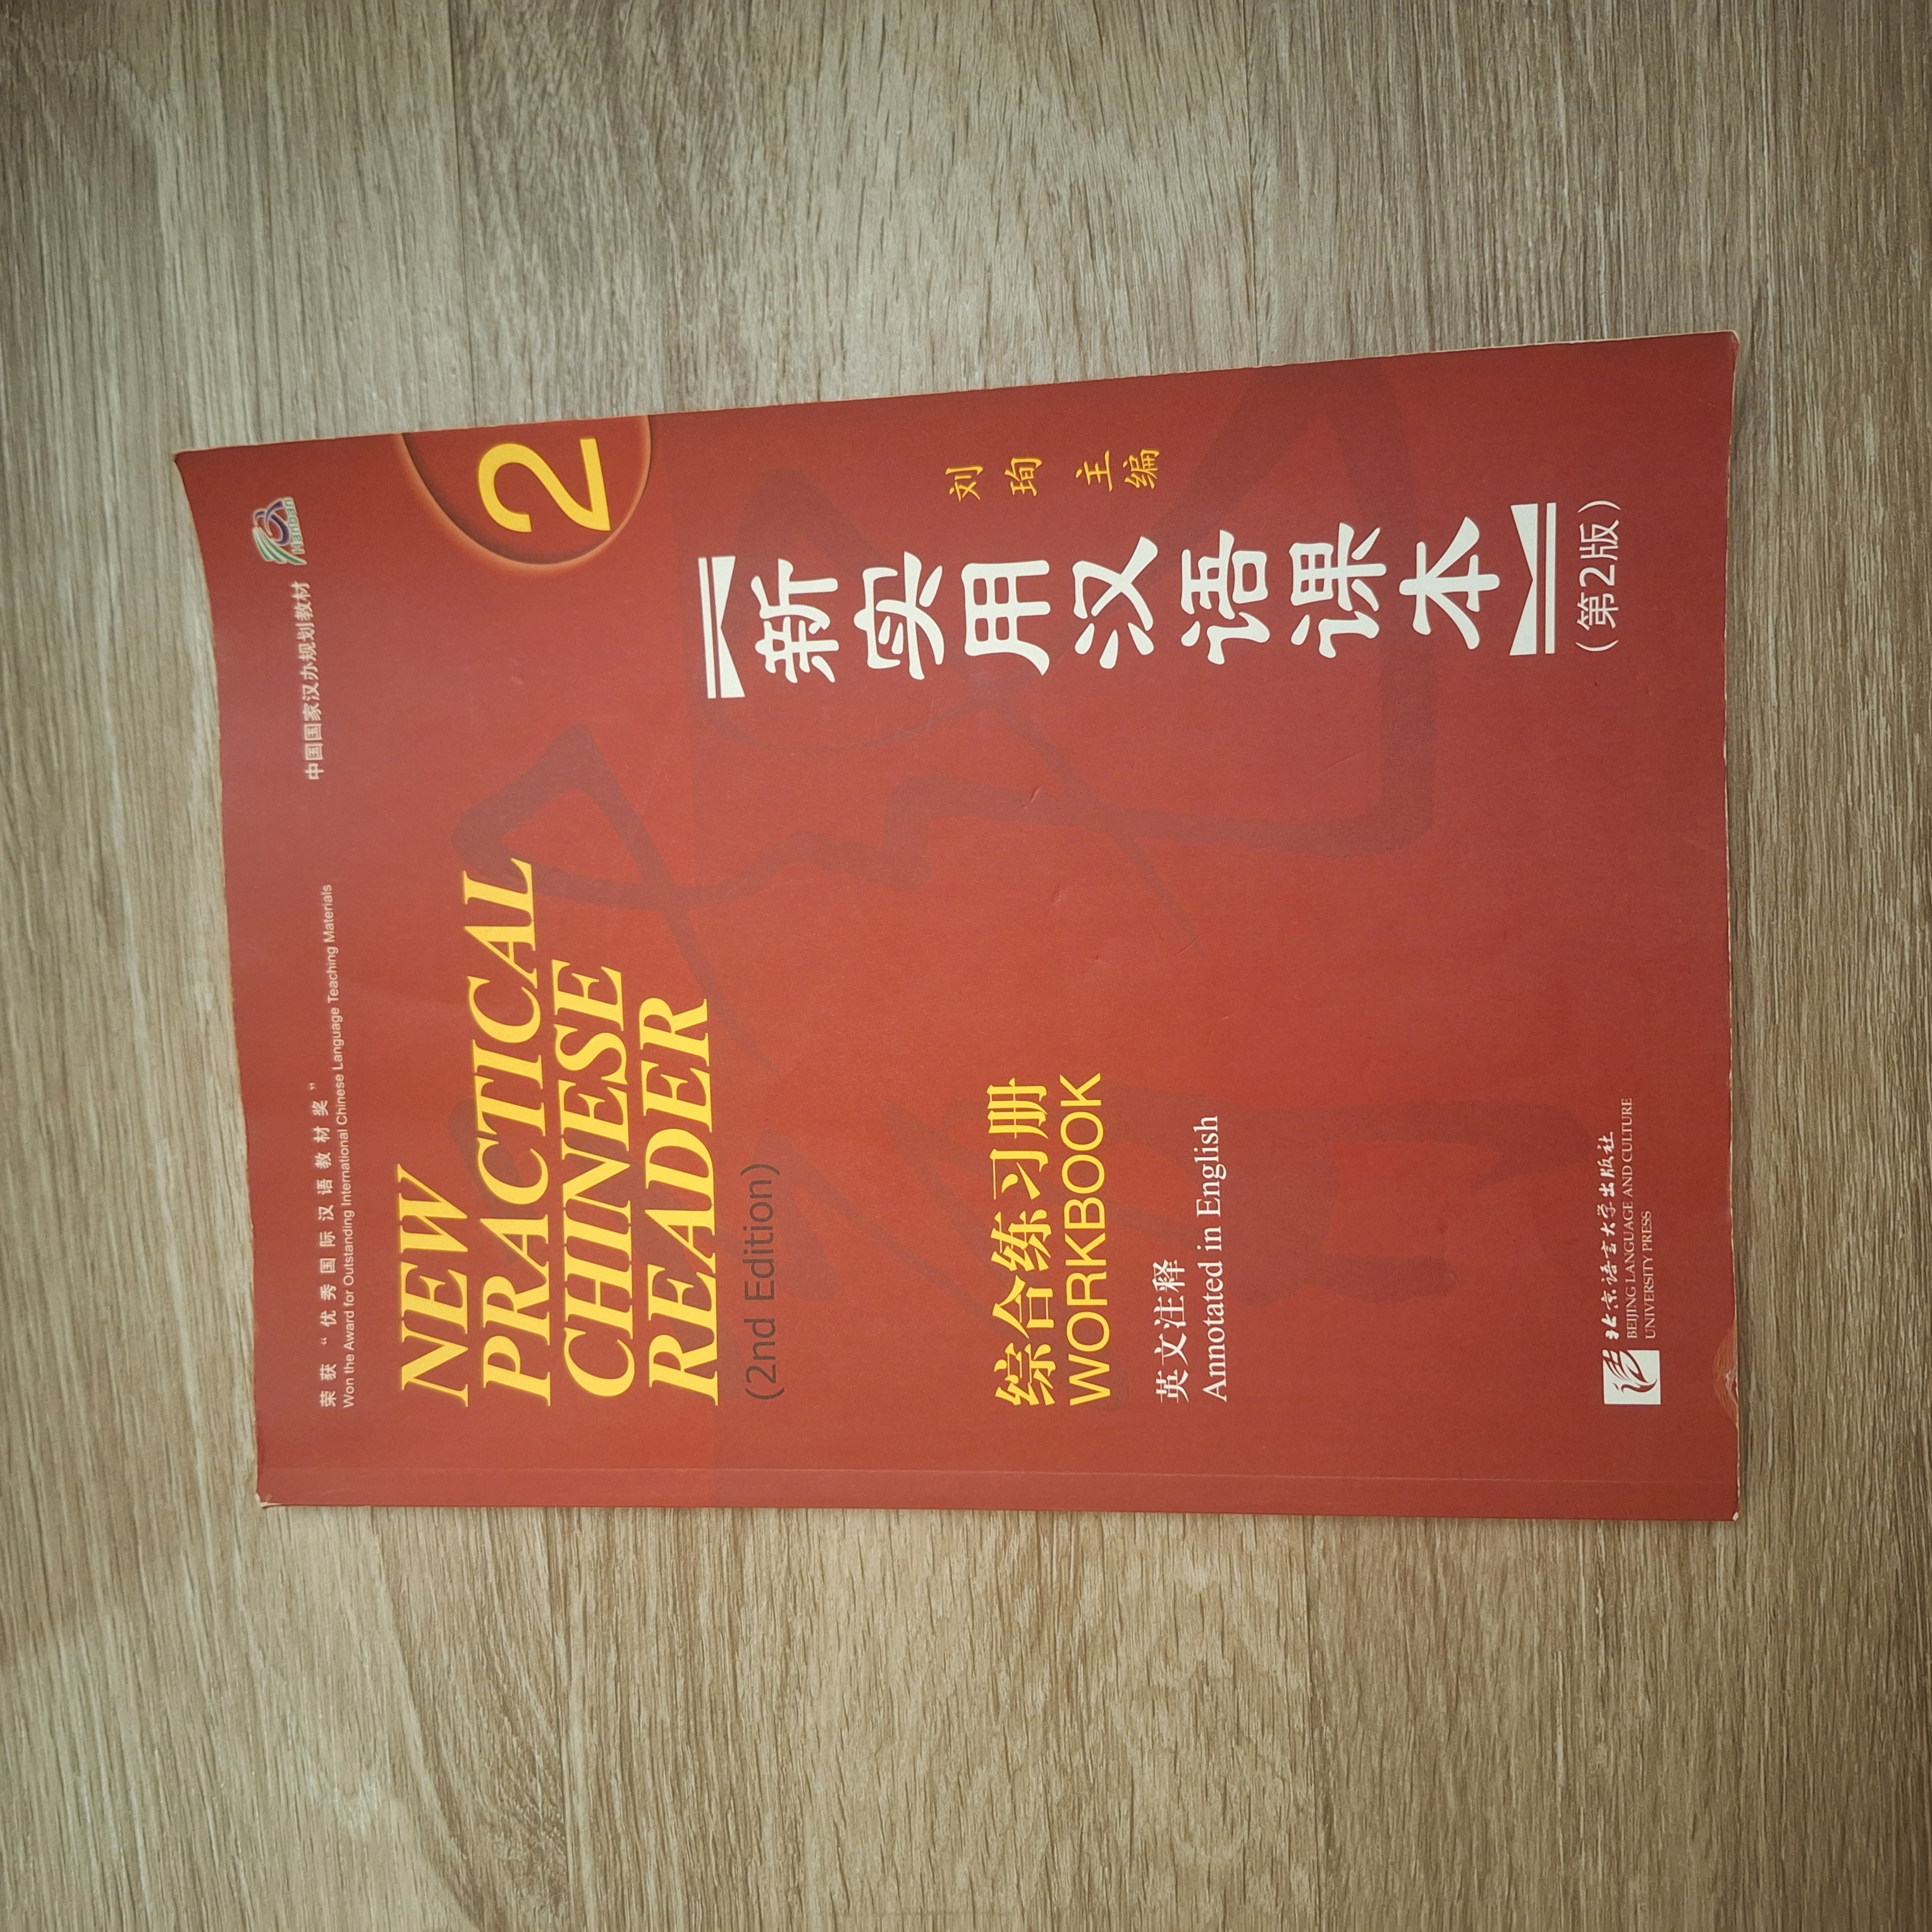 荣获“优秀国际汉语教材奖”
Won the Award for Outstanding International Chinese Language Teaching Materials
中国国家汉办规划教材
Hanban
NEW
PRACTICAL
CHINESE
READER
(2nd Edition)
2
【新实用汉语课本】
（第2版）
刘珣 主编
综合练习册
WORKBOOK
英文注释
Annotated in English
北京语言大学出版社
BEIJING LANGUAGE AND CULTURE
UNIVERSITY PRESS